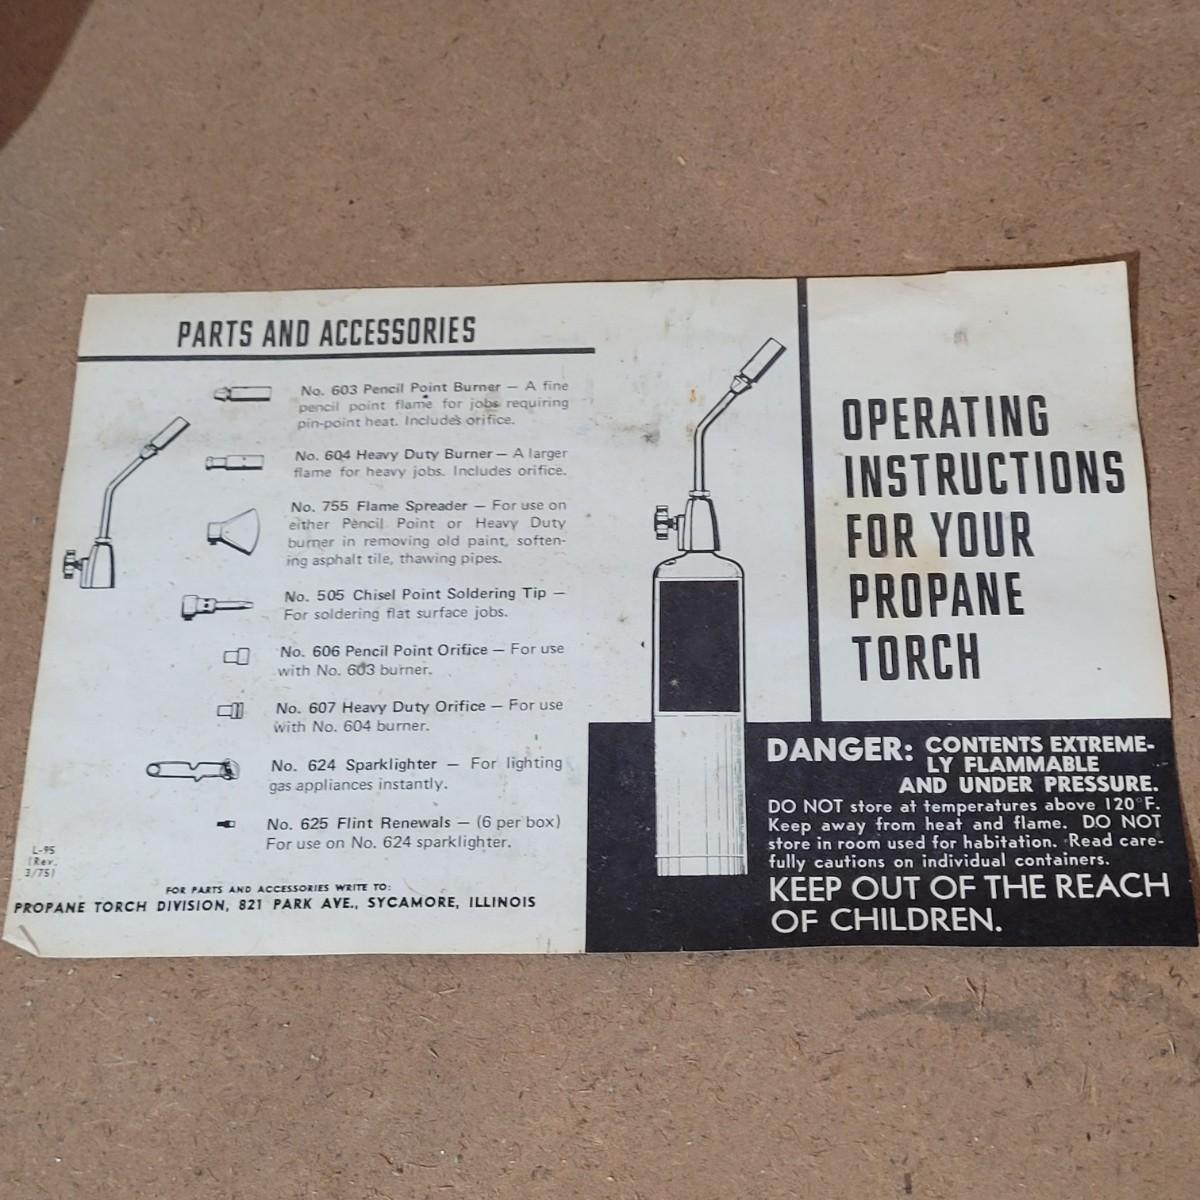 PARTS AND ACCESSORIES
No. 603 Pencil Point Burner — A fine
pencil point flame for jobs requiring
pin-point heat. Includes orifice.
No. 604 Heavy Duty Burner — A larger
flame for heavy jobs. Includes orifice.
No. 755 Flame Spreader — For use on
either Pencil Point or Heavy Duty
burner in removing old paint, soften-
ing asphalt tile, thawing pipes.
No. 505 Chisel Point Soldering Tip —
For soldering flat surface jobs.
No. 606 Pencil Point Orifice — For use
with No. 603 burner.
No. 607 Heavy Duty Orifice — For use
with No. 604 burner.
No. 624 Sparklighter — For lighting
gas appliances instantly.
No. 625 Flint Renewals — (6 per box)
For use on No. 624 sparklighter.
L-95
(Rev.
3/75)
FOR PARTS AND ACCESSORIES WRITE TO:
PROPANE TORCH DIVISION, 821 PARK AVE., SYCAMORE, ILLINOIS
OPERATING
INSTRUCTIONS
FOR YOUR
PROPANE
TORCH
DANGER: CONTENTS EXTREME-
LY FLAMMABLE
AND UNDER PRESSURE.
DO NOT store at temperatures above 120°F.
Keep away from heat and flame. DO NOT
store in room used for habitation. Read care-
fully cautions on individual containers.
KEEP OUT OF THE REACH
OF CHILDREN.